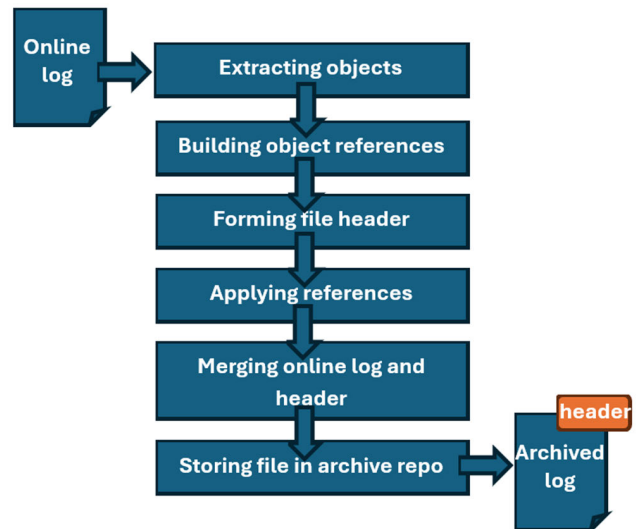 Online
log
Extracting objects
Building object references
Forming file header
Applying references
Merging online log and
header
Storing file in archive repo
header
Archived
log